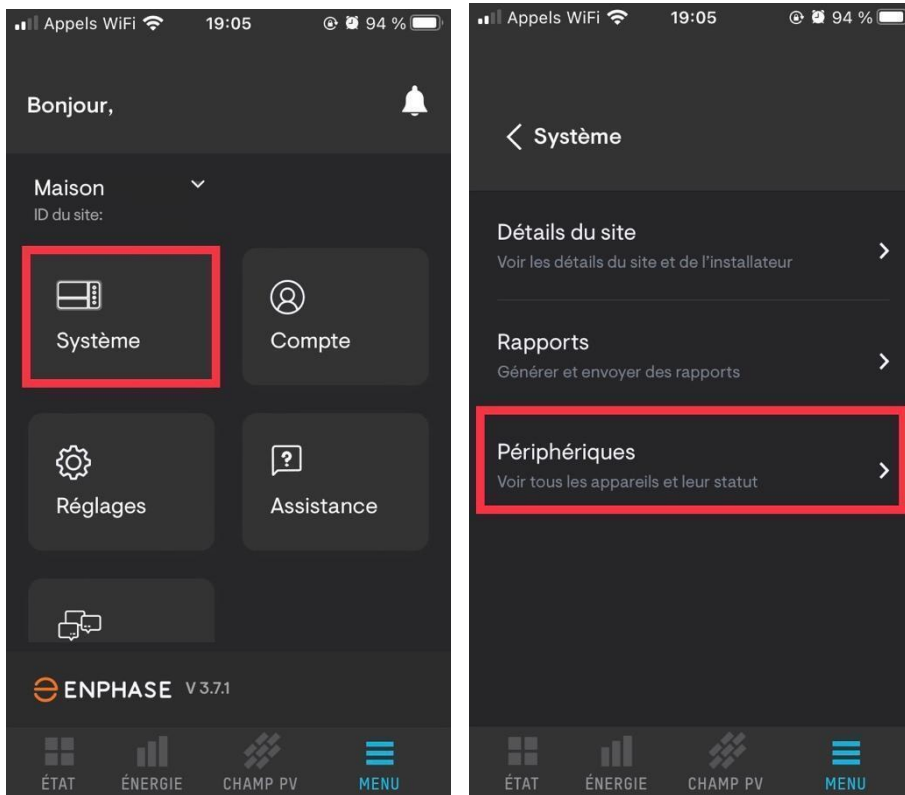 Appels WiFi 19:05 94 %
Bonjour,
Maison
ID du site:
Système
Compte
Réglages
Assistance
ENPHASE V 3.7.1
ÉTAT ÉNERGIE CHAMP PV MENU
Appels WiFi 19:05 94 %
Système
Détails du site
Voir les détails du site et de l'installateur
Rapports
Générer et envoyer des rapports
Périphériques
Voir tous les appareils et leur statut
ÉTAT ÉNERGIE CHAMP PV MENU